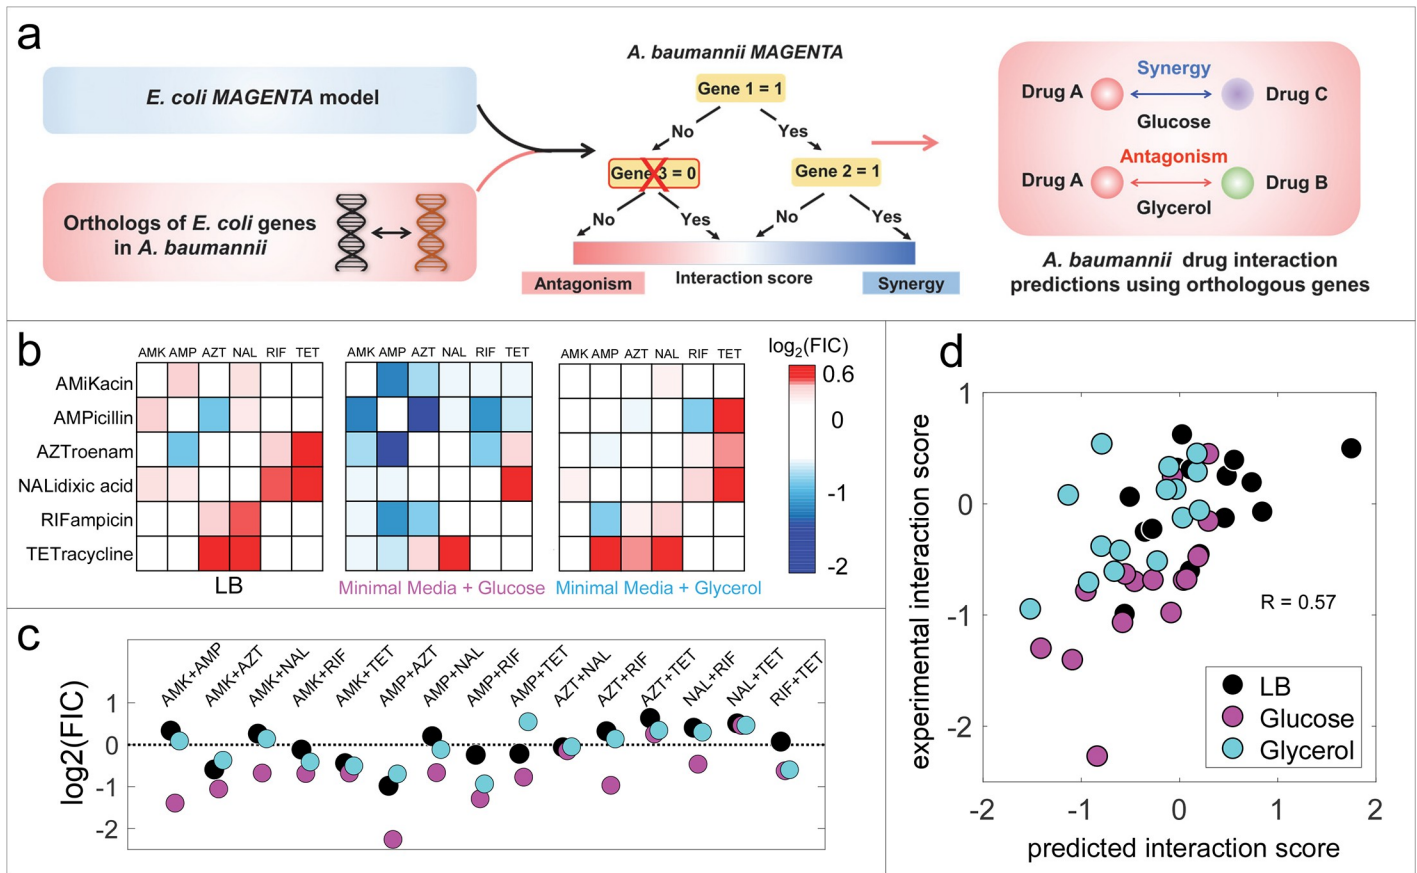 a
E. coli MAGENTA model
Orthologs of E. coli genes
in A. baumannii
A. baumannii MAGENTA
Gene 1 = 1
No
Yes
Gene 3 = 0
Gene 2 = 1
No
Yes
No
Yes
Antagonism
Interaction score
Synergy
Synergy
Drug A
Drug C
Glucose
Antagonism
Drug A
Drug B
Glycerol
A. baumannii drug interaction
predictions using orthologous genes
b
AMK AMP AZT NAL RIF TET
AMK AMP AZT NAL RIF TET
AMK AMP AZT NAL RIF TET
AMiKacin
AMPicillin
AZTroenam
NALidixic acid
RIFampicin
TETracycline
LB
Minimal Media + Glucose
Minimal Media + Glycerol
log2(FIC)
0.6
0
-1
-2
c
AMK+AMP
AMK+AZT
AMK+NAL
AMK+RIF
AMK+TET
AMP+AZT
AMP+NAL
AMP+RIF
AMP+TET
AZT+NAL
AZT+RIF
AZT+TET
NAL+RIF
NAL+TET
RIF+TET
log2(FIC)
1
0
-1
-2
d
experimental interaction score
1
0
-1
-2
R = 0.57
LB
Glucose
Glycerol
-2
-1
0
1
2
predicted interaction score